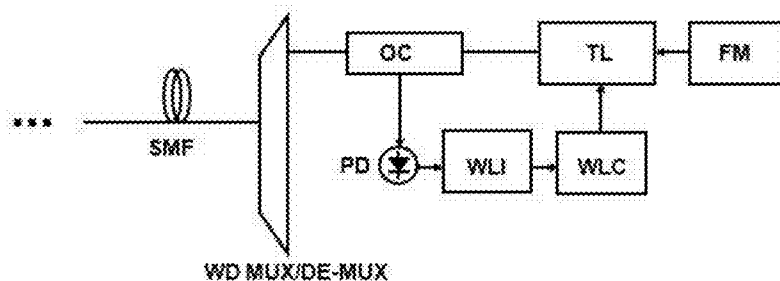 OC
TL
FM
...
SMF
PD
WLI
WLC
WD MUX/DE-MUX